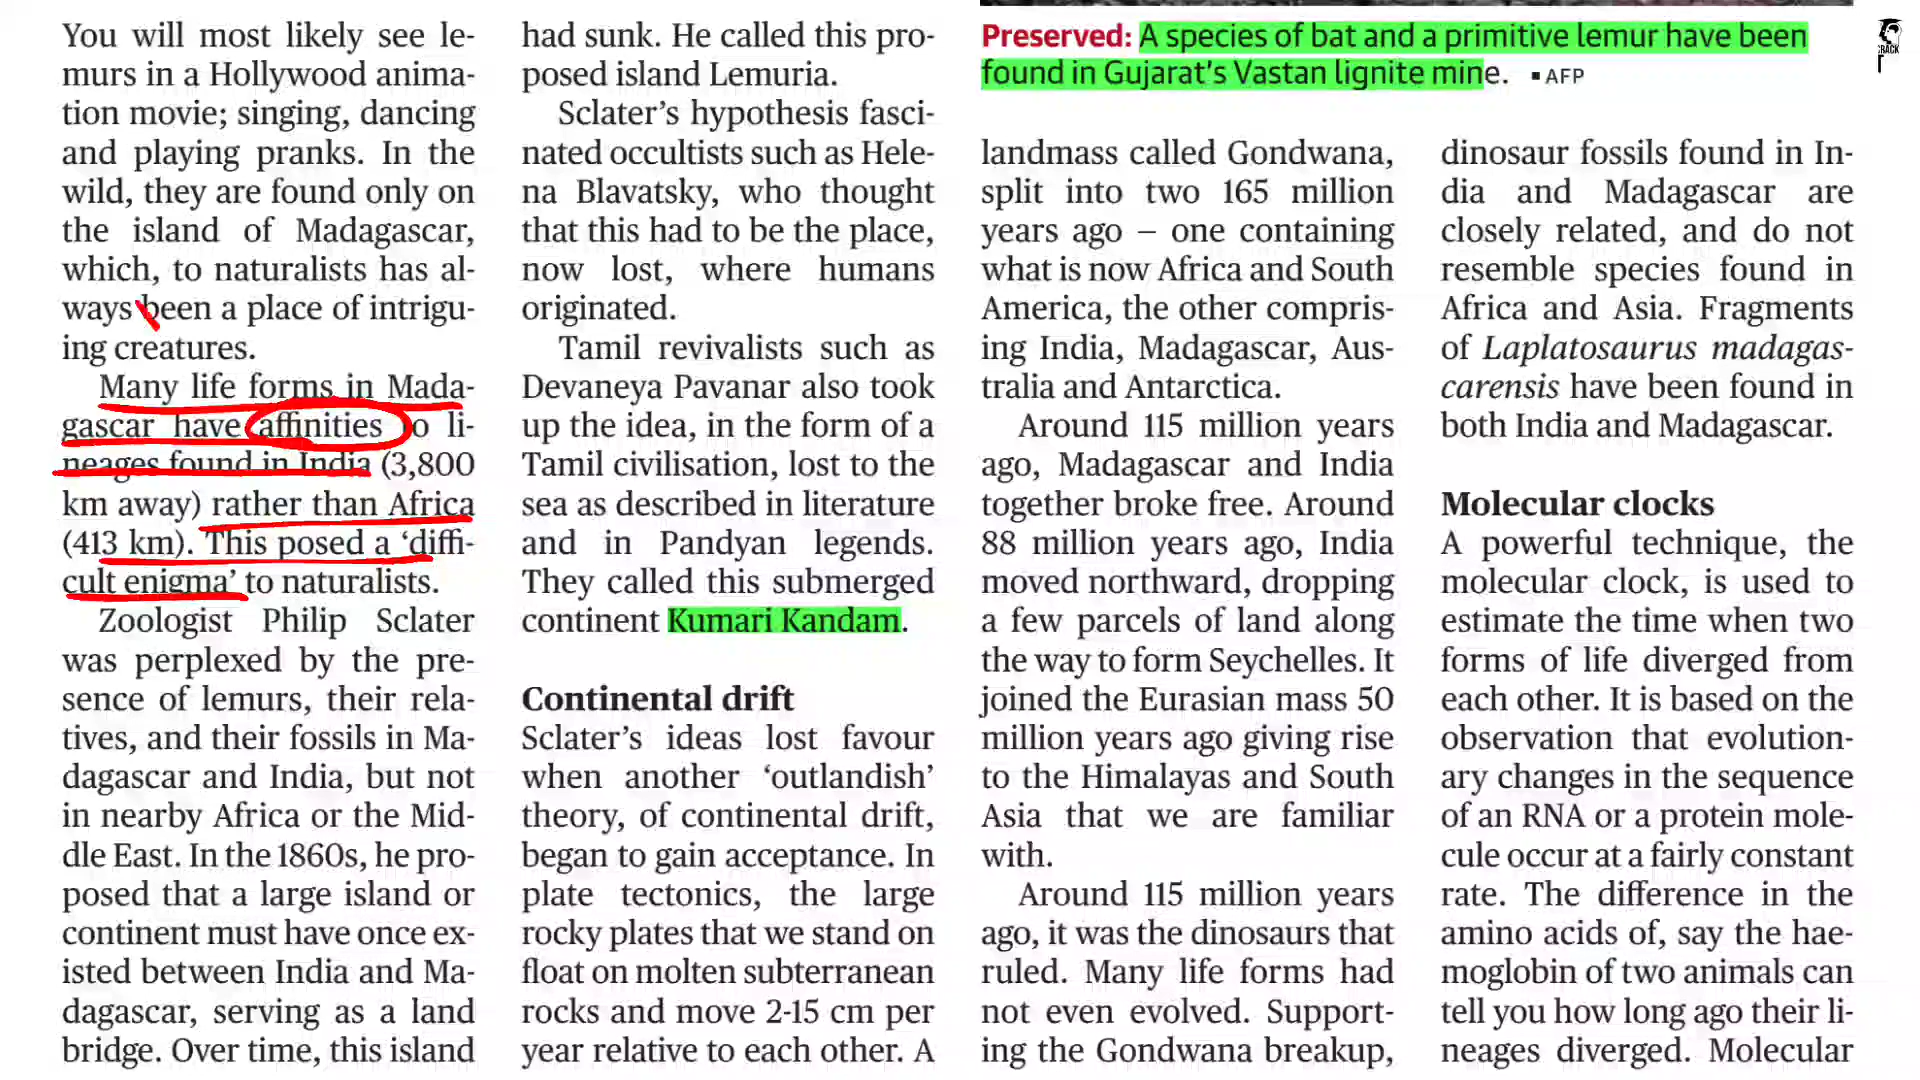 You will most likely see le-
murs in a Hollywood anima-
tion movie; singing, dancing
and playing pranks. In the
wild, they are found only on
the island of Madagascar,
which, to naturalists has al-
ways been a place of intrigu-
ing creatures.
Many life forms in Mada-
gascar have affinities to li-
neages found in India (3,800
km away) rather than Africa
(413 km). This posed a ‘diffi-
cult enigma’ to naturalists.
Zoologist Philip Sclater
was perplexed by the pre-
sence of lemurs, their rela-
tives, and their fossils in Ma-
dagascar and India, but not
in nearby Africa or the Mid-
dle East. In the 1860s, he pro-
posed that a large island or
continent must have once ex-
isted between India and Ma-
dagascar, serving as a land
bridge. Over time, this island
had sunk. He called this pro-
posed island Lemuria.
Sclater’s hypothesis fasci-
nated occultists such as Hele-
na Blavatsky, who thought
that this had to be the place,
now lost, where humans
originated.
Tamil revivalists such as
Devaneya Pavanar also took
up the idea, in the form of a
Tamil civilisation, lost to the
sea as described in literature
and in Pandyan legends.
They called this submerged
continent Kumari Kandam.
Continental drift
Sclater’s ideas lost favour
when another ‘outlandish’
theory, of continental drift,
began to gain acceptance. In
plate tectonics, the large
rocky plates that we stand on
float on molten subterranean
rocks and move 2-15 cm per
year relative to each other. A
Preserved: A species of bat and a primitive lemur have been
found in Gujarat’s Vastan lignite mine. ▪ AFP
landmass called Gondwana,
split into two 165 million
years ago – one containing
what is now Africa and South
America, the other compris-
ing India, Madagascar, Aus-
tralia and Antarctica.
Around 115 million years
ago, Madagascar and India
together broke free. Around
88 million years ago, India
moved northward, dropping
a few parcels of land along
the way to form Seychelles. It
joined the Eurasian mass 50
million years ago giving rise
to the Himalayas and South
Asia that we are familiar
with.
Around 115 million years
ago, it was the dinosaurs that
ruled. Many life forms had
not even evolved. Support-
ing the Gondwana breakup,
dinosaur fossils found in In-
dia and Madagascar are
closely related, and do not
resemble species found in
Africa and Asia. Fragments
of Laplatosaurus madagas-
carensis have been found in
both India and Madagascar.
Molecular clocks
A powerful technique, the
molecular clock, is used to
estimate the time when two
forms of life diverged from
each other. It is based on the
observation that evolution-
ary changes in the sequence
of an RNA or a protein mole-
cule occur at a fairly constant
rate. The difference in the
amino acids of, say the hae-
moglobin of two animals can
tell you how long ago their li-
neages diverged. Molecular